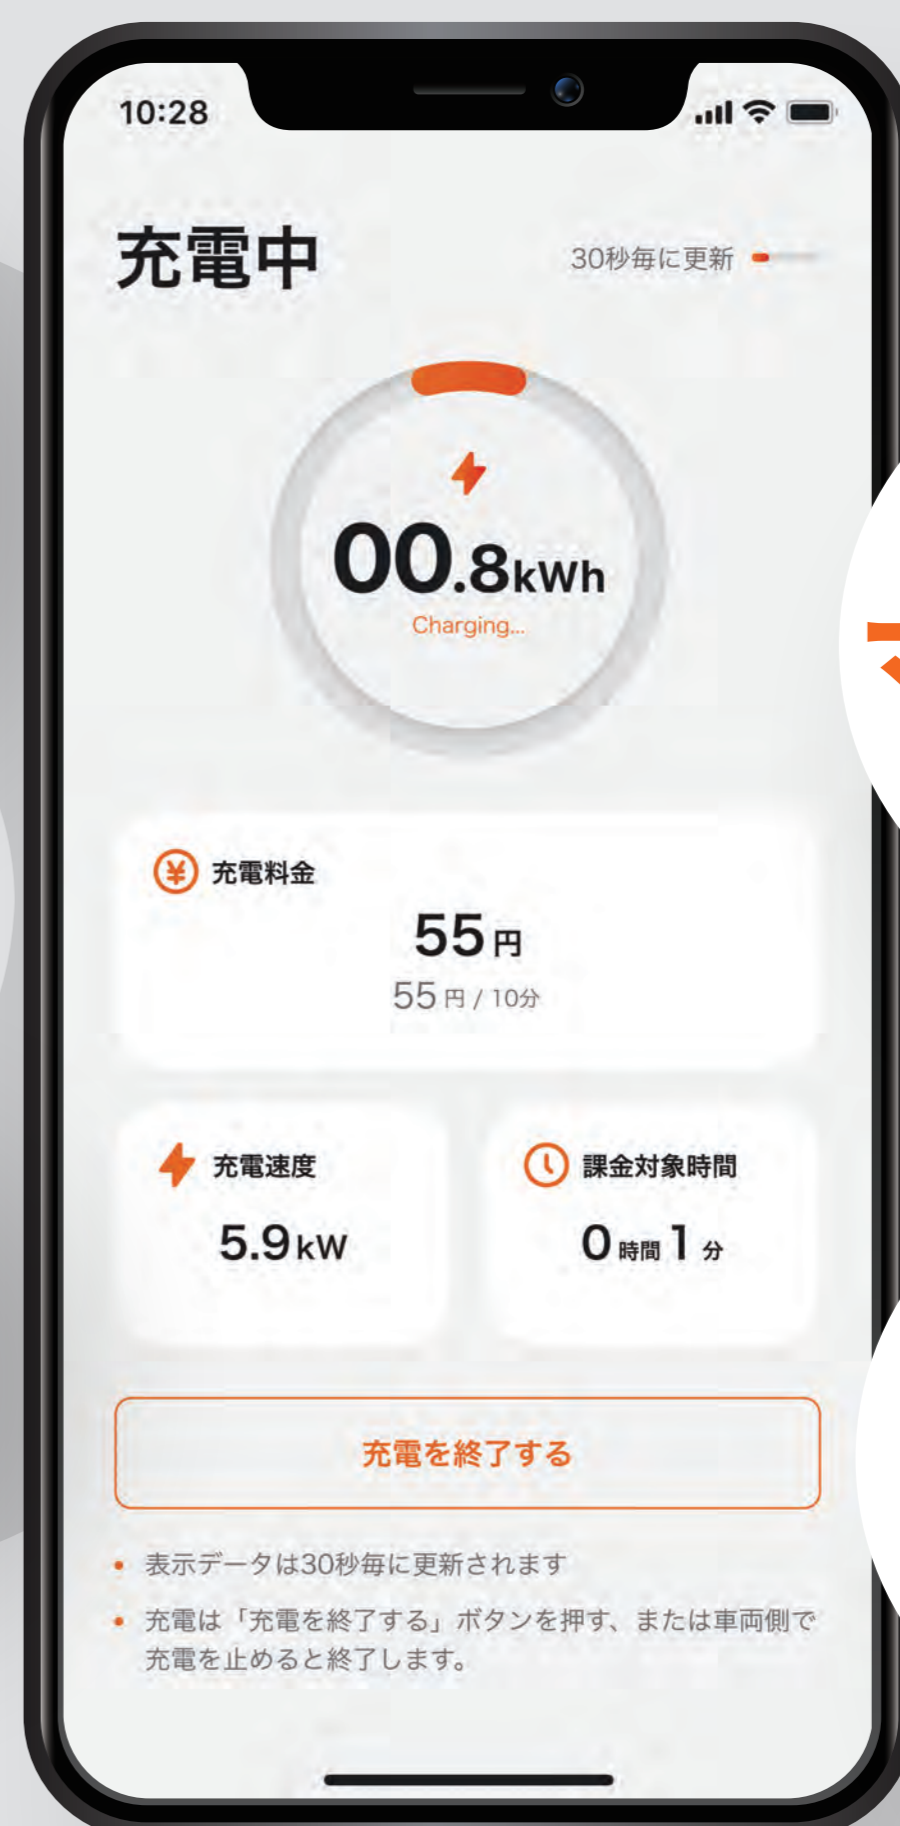 10:28
充電中
30秒毎に更新
00.8kWh
Charging...
充電料金
55円
55円 / 10分
充電速度
5.9kW
課金対象時間
0時間1分
充電を終了する
• 表示データは30秒毎に更新されます
• 充電は「充電を終了する」ボタンを押す、または車両側で
充電を止めると終了します。